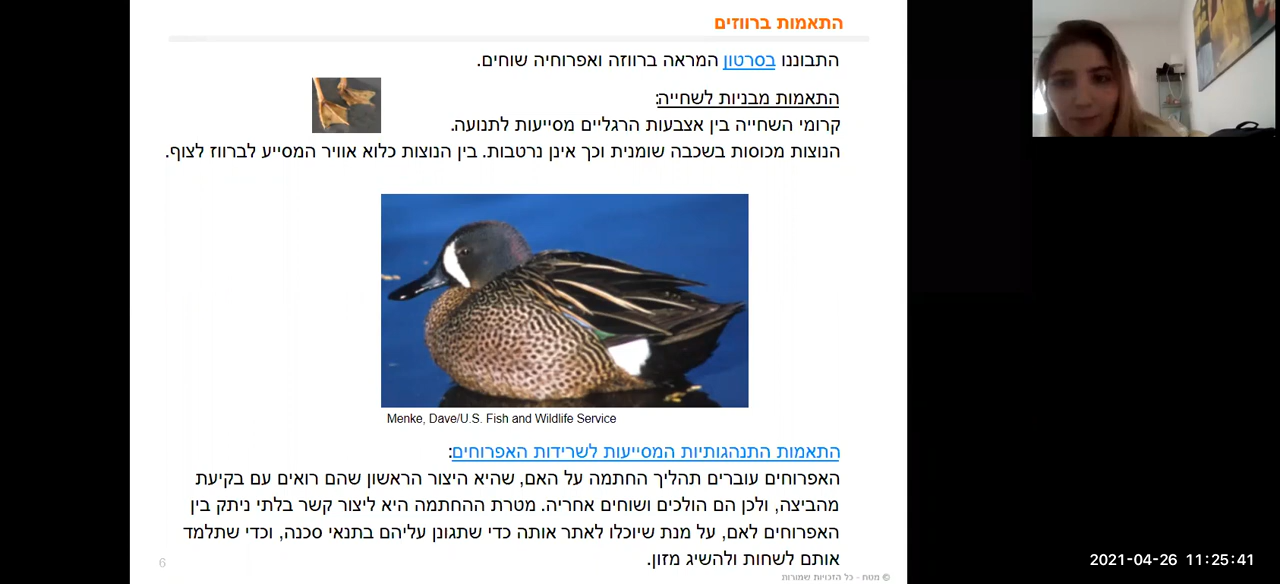 התאמות ברווזים
התבוננו בסרטון המראה ברווזה ואפרוחיה שוחים.
התאמות מבניות לשחייה:
קרומי השחייה בין אצבעות הרגליים מסייעות לתנועה.
הנוצות מכוסות בשכבה שומנית וכך אינן נרטבות. בין הנוצות כלוא אוויר המסייע לברווז לצוף.
Menke, Dave/U.S. Fish and Wildlife Service
התאמות התנהגותיות המסייעות לשרידות האפרוחים:
האפרוחים עוברים תהליך החתמה על האם, שהיא היצור הראשון שהם רואים עם בקיעת
מהביצה, ולכן הם הולכים ושוחים אחריה. מטרת ההחתמה היא ליצור קשר בלתי ניתק בין
האפרוחים לאם, על מנת שיוכלו לאתר אותה כדי שתגונן עליהם בתנאי סכנה, וכדי שתלמד
אותם לשחות ולהשיג מזון.
6
© מטח - כל הזכויות שמורות
2021-04-26 11:25:41